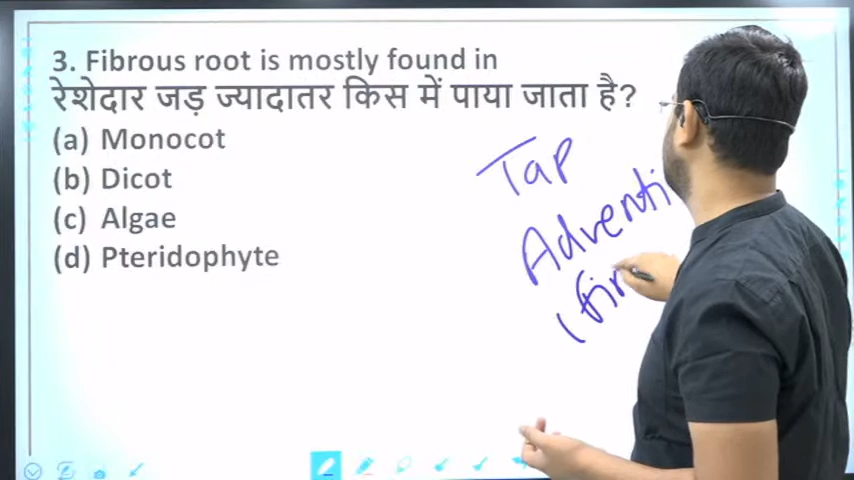 3. Fibrous root is mostly found in
रेशेदार जड़ ज्यादातर किस में पाया जाता है?
(a) Monocot
(b) Dicot
(c) Algae
(d) Pteridophyte
Tap
Adventi